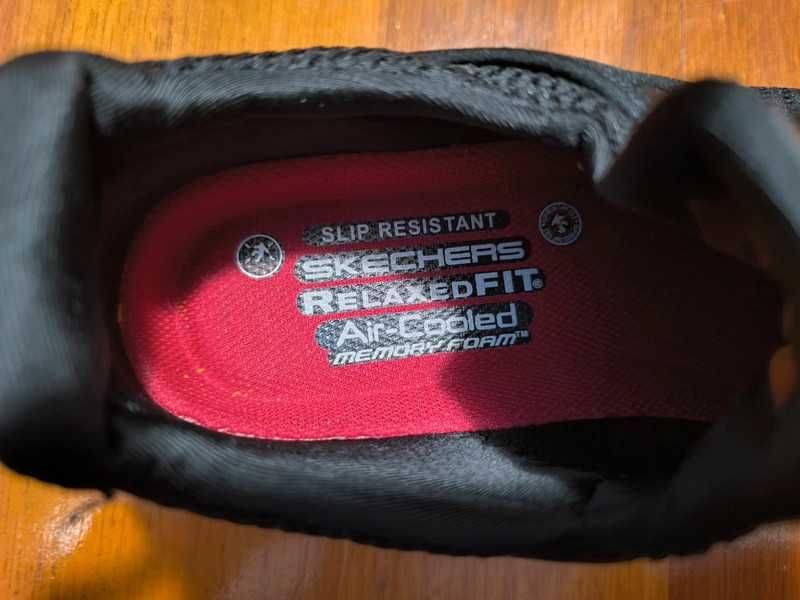 SLIP RESISTANT
SKECHERS
RELAXED FIT®
Air-Cooled
MEMORY FOAM™